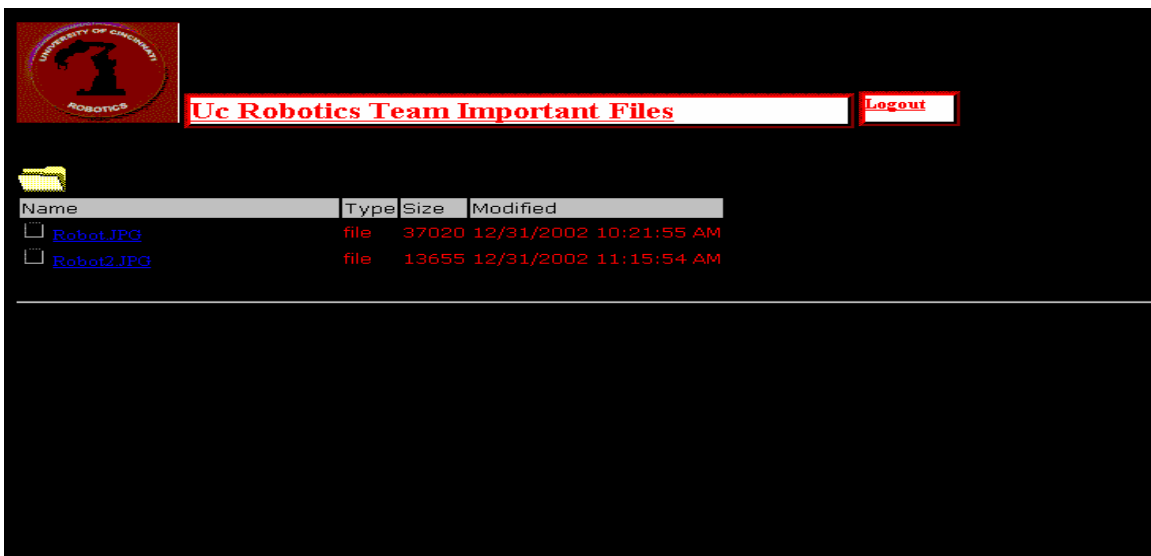 UNIVERSITY OF CINCINNATI
ROBOTICS
Uc Robotics Team Important Files
Logout
Name Type Size Modified
Robot.JPG file 37020 12/31/2002 10:21:55 AM
Robot2.JPG file 13655 12/31/2002 11:15:54 AM